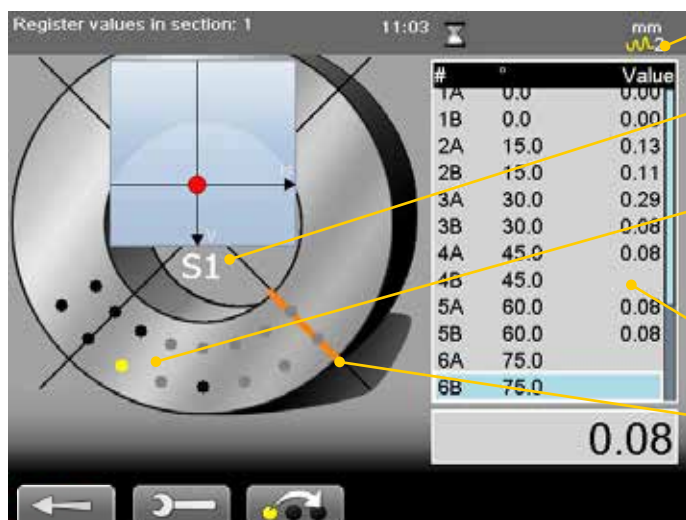 Register values in section: 1 11:03 mm
2
# ° Value
1A 0.0 0.00
1B 0.0 0.00
2A 15.0 0.13
2B 15.0 0.11
3A 30.0 0.29
3B 30.0 0.08
4A 45.0 0.08
4B 45.0
5A 60.0 0.08
5B 60.0 0.08
6A 75.0
6B 75.0
S1
0.08